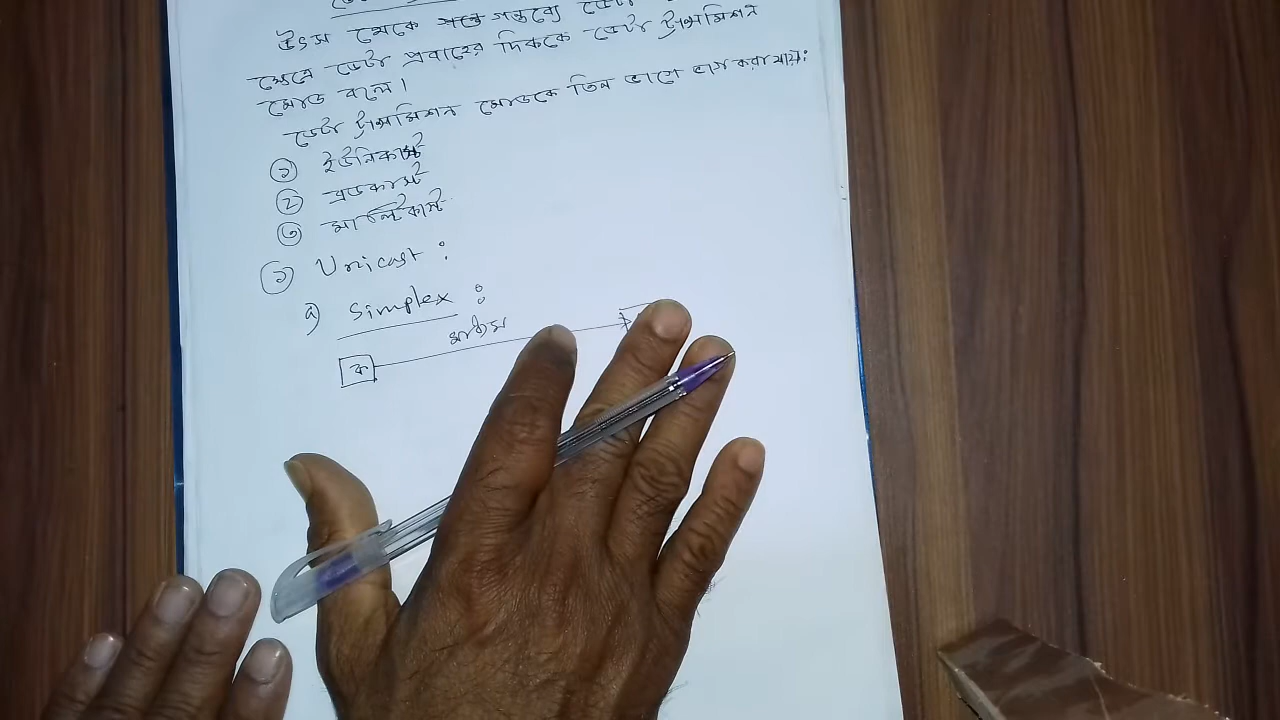 উৎস থেকে গন্তব্যে ডেটা
ক্ষেত্রে ডেটা প্রবাহের দিককে ডেটা ট্রান্সমিশন
মোড বলে।
ডেটা ট্রান্সমিশন মোডকে তিন ভাগে ভাগ করা যায়ঃ
১ ইউনিকাস্ট
২ ব্রডকাস্ট
৩ মাল্টিকাস্ট
১ Unicast :
a) Simplex :
মাধ্যম
ক